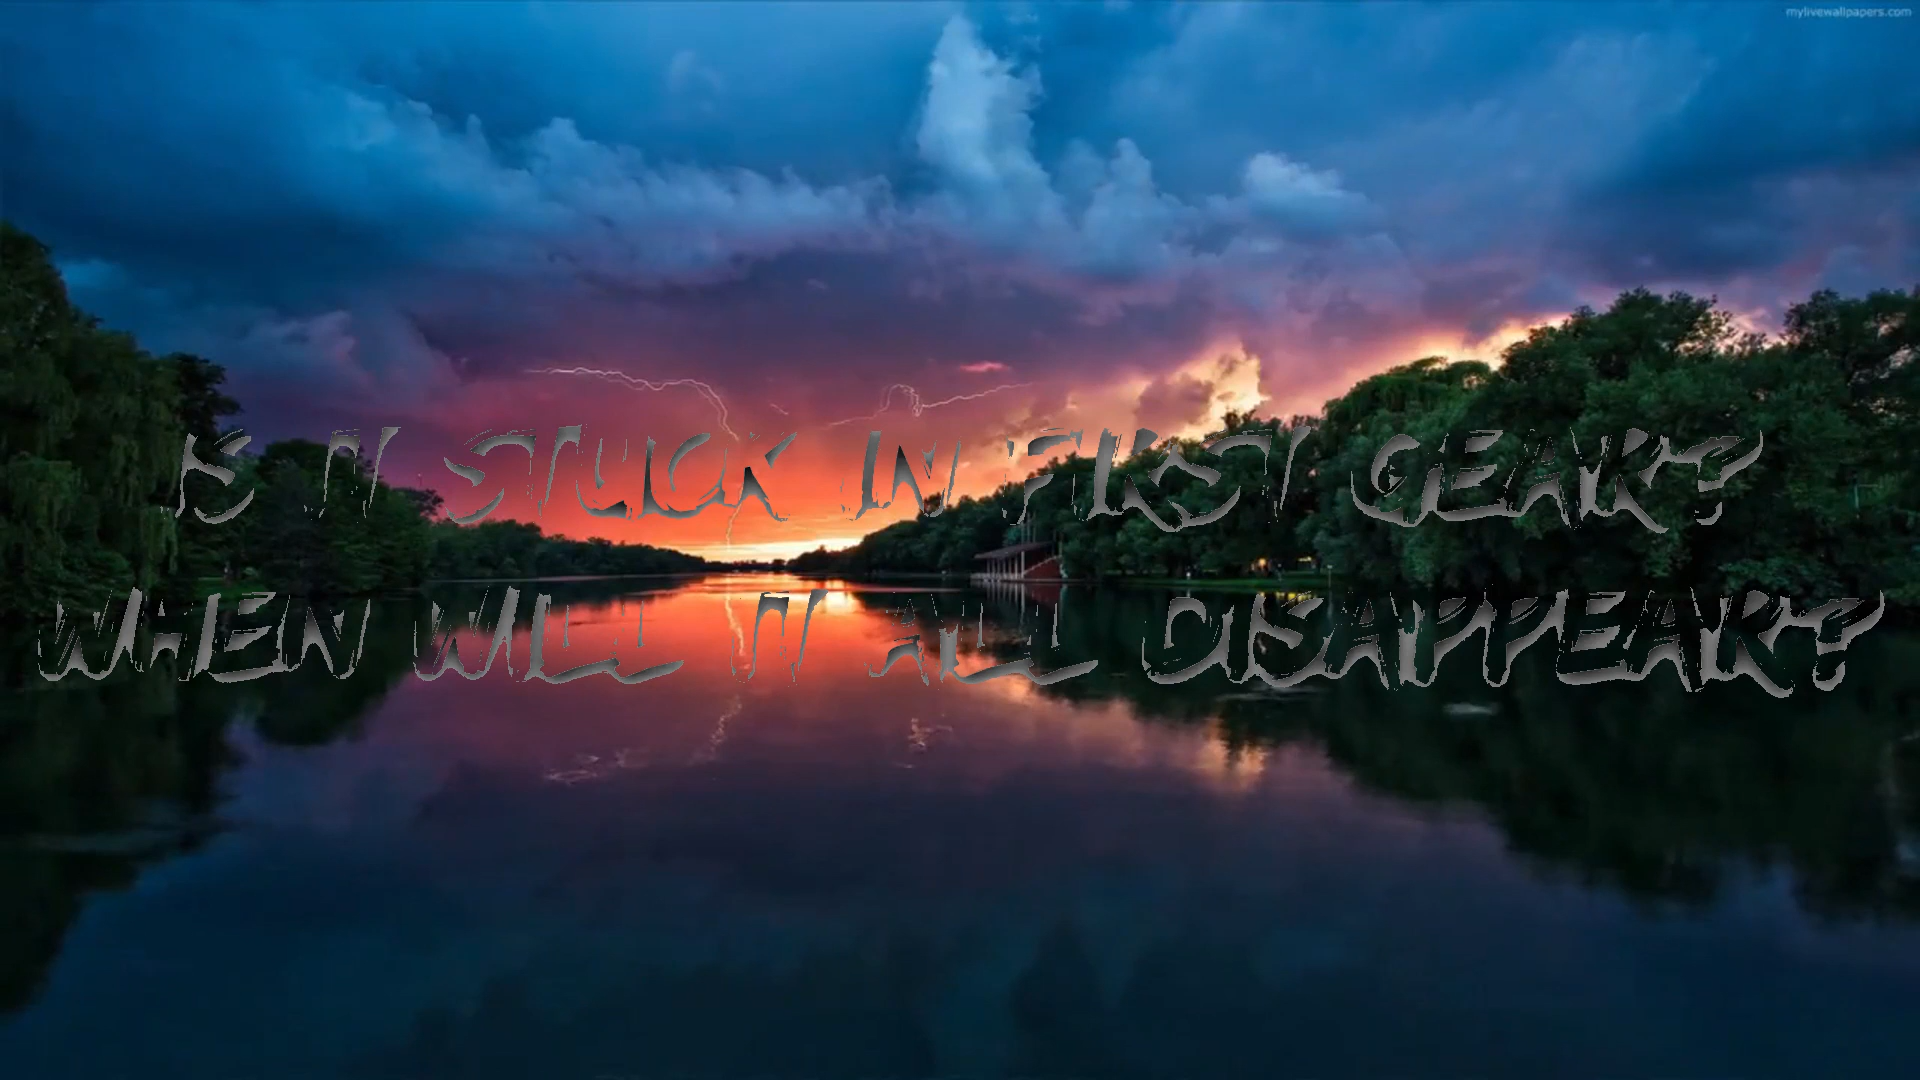 mylivewallpapers.com
IS IT STUCK IN FIRST GEAR?
WHEN WILL IT ALL DISAPPEAR?